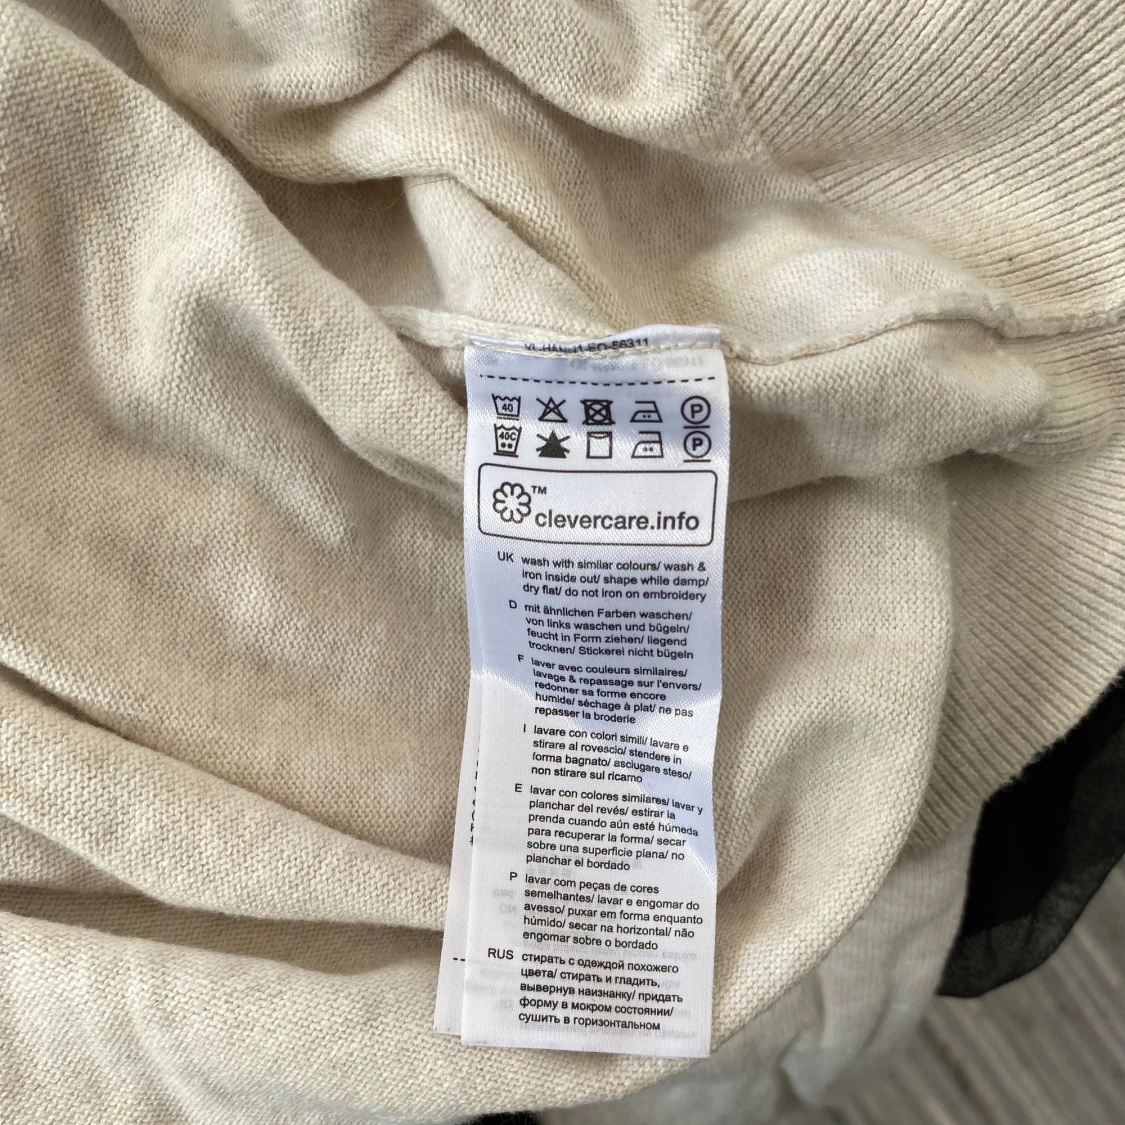 40 P
40C P
TM
clevercare.info
UK wash with similar colours/ wash &
iron inside out/ shape while damp/
dry flat/ do not iron on embroidery
D mit ähnlichen Farben waschen/
von links waschen und bügeln/
feucht in Form ziehen/ liegend
trocknen/ Stickerei nicht bügeln
F laver avec couleurs similaires/
lavage & repassage sur l'envers/
redonner sa forme encore
humide/ séchage à plat/ ne pas
repasser la broderie
I lavare con colori simili/ lavare e
stirare al rovescio/ stendere in
forma bagnato/ asciugare steso/
non stirare sul ricamo
E lavar con colores similares/ lavar y
planchar del revés/ estirar la
prenda cuando aún esté húmeda
para recuperar la forma/ secar
sobre una superficie plana/ no
planchar el bordado
P lavar com peças de cores
semelhantes/ lavar e engomar do
avesso/ puxar em forma enquanto
húmido/ secar na horizontal/ não
engomar sobre o bordado
RUS стирать с одеждой похожего
цвета/ стирать и гладить,
вывернув наизнанку/ придать
форму в мокром состоянии/
сушить в горизонтальном